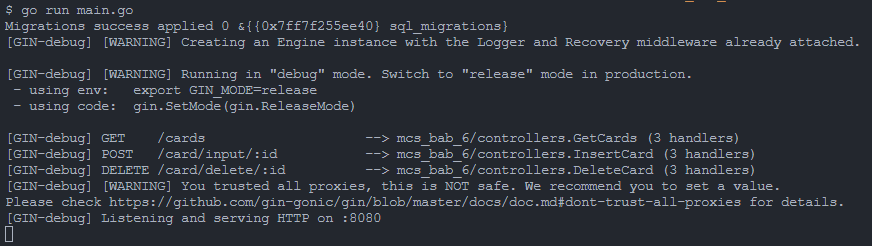 $ go run main.go
Migrations success applied 0 &{{0x7ff7f255ee40} sql_migrations}
[GIN-debug] [WARNING] Creating an Engine instance with the Logger and Recovery middleware already attached.
[GIN-debug] [WARNING] Running in "debug" mode. Switch to "release" mode in production.
 - using env:   export GIN_MODE=release
 - using code:  gin.SetMode(gin.ReleaseMode)
[GIN-debug] GET    /cards                    --> mcs_bab_6/controllers.GetCards (3 handlers)
[GIN-debug] POST   /card/input/:id           --> mcs_bab_6/controllers.InsertCard (3 handlers)
[GIN-debug] DELETE /card/delete/:id          --> mcs_bab_6/controllers.DeleteCard (3 handlers)
[GIN-debug] [WARNING] You trusted all proxies, this is NOT safe. We recommend you to set a value.
Please check https://github.com/gin-gonic/gin/blob/master/docs/doc.md#dont-trust-all-proxies for details.
[GIN-debug] Listening and serving HTTP on :8080